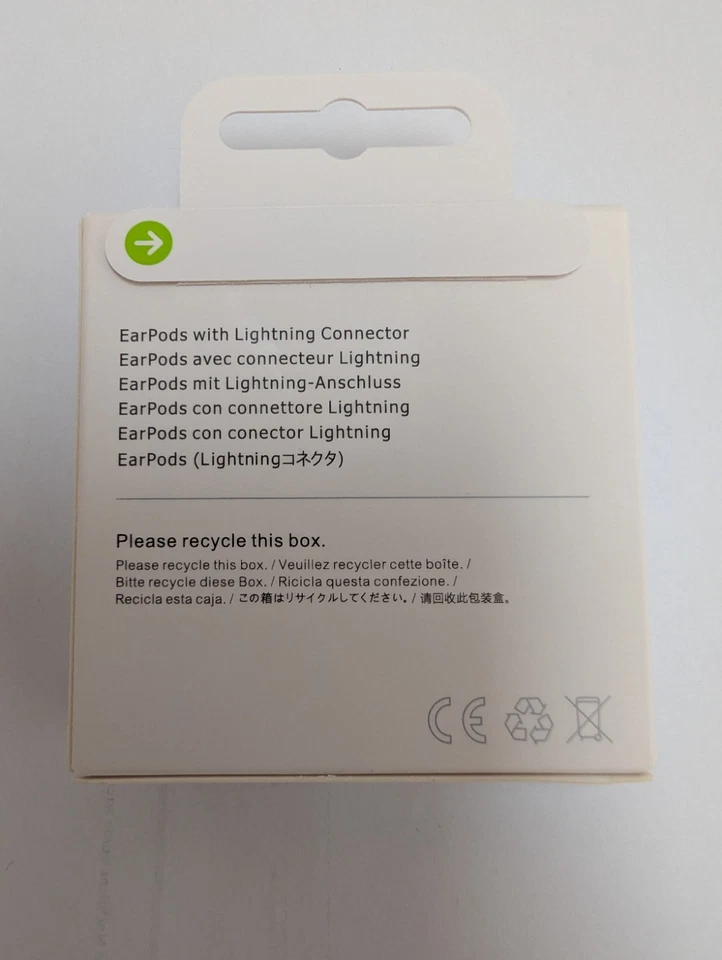 EarPods with Lightning Connector
EarPods avec connecteur Lightning
EarPods mit Lightning-Anschluss
EarPods con connettore Lightning
EarPods con conector Lightning
EarPods (Lightningコネクタ)
Please recycle this box.
Please recycle this box. / Veuillez recycler cette boîte. /
Bitte recycle diese Box. / Ricicla questa confezione. /
Recicla esta caja. / この箱はリサイクルしてください。/ 请回收此包装盒。
CE